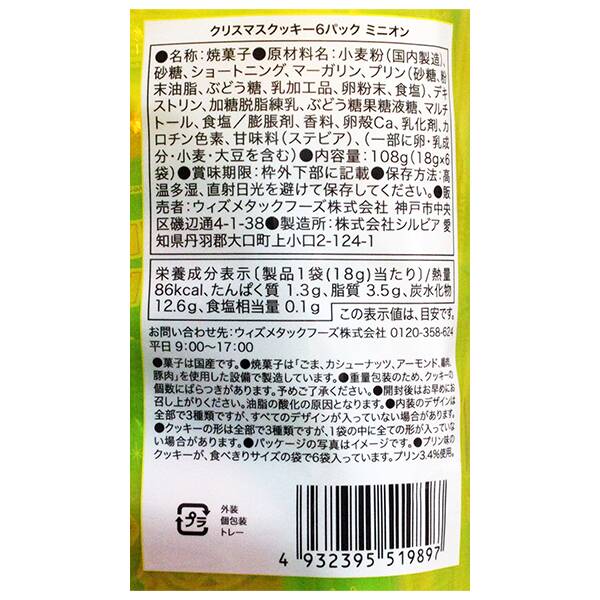 クリスマスクッキー6パック ミニオン
●名称：焼菓子●原材料名：小麦粉（国内製造）、
砂糖、ショートニング、マーガリン、プリン（砂糖、粉
末油脂、ぶどう糖、乳加工品、卵粉末、食塩）、デキ
ストリン、加糖脱脂練乳、ぶどう糖果糖液糖、マルチ
トール、食塩／膨脹剤、香料、卵殻Ca、乳化剤、カ
ロチン色素、甘味料（ステビア）、（一部に卵・乳成
分・小麦・大豆を含む）●内容量：108g（18g×6
袋）●賞味期限：枠外下部に記載●保存方法：高
温多湿、直射日光を避けて保存してください。●販
売者：ウィズメタックフーズ株式会社 神戸市中央
区磯辺通4-1-38●製造所：株式会社シルビア 愛
知県丹羽郡大口町上小口2-124-1
栄養成分表示〔製品1袋（18g）当たり〕／熱量
86kcal、たんぱく質 1.3g、脂質 3.5g、炭水化物
12.6g、食塩相当量 0.1g
この表示値は、目安です。
お問い合わせ先：ウィズメタックフーズ株式会社 0120-358-624
平日 9:00〜17:00
●菓子は国産です。●焼菓子は「ごま、カシューナッツ、アーモンド、鶏肉、
豚肉」を使用した設備で製造しています。●重量包装のため、クッキーの
個数にばらつきがあります。予めご了承ください。●開封後はお早めにお
召し上がりください。油脂の酸化の原因となります。●内装のデザインは
全部で3種類ですが、すべてのデザインが入っていない場合があります。
●クッキーの形は全部で3種類ですが、1袋の中に全ての形が入っていな
い場合があります。●パッケージの写真はイメージです。●プリン味の
クッキーが、食べきりサイズの袋で6袋入っています。プリン3.4%使用。
プラ
外装
個包装
トレー
4 932395 519897